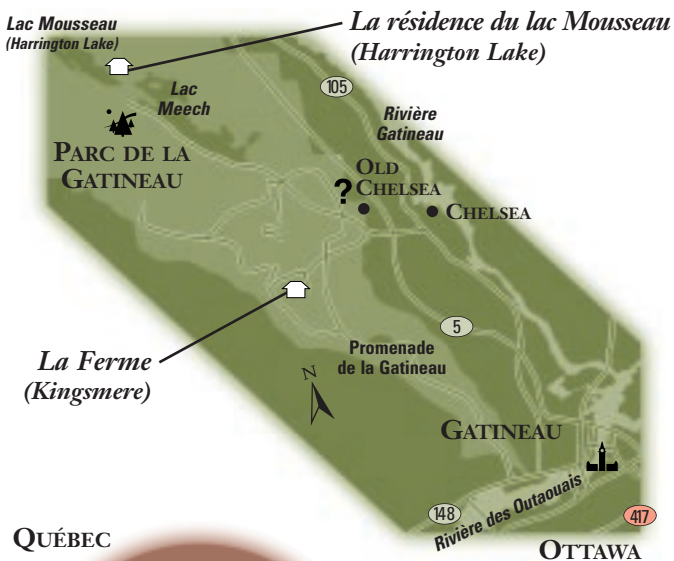 Lac Mousseau
(Harrington Lake)
La résidence du lac Mousseau
(Harrington Lake)
Lac
Meech
105
Rivière
Gatineau
PARC DE LA
GATINEAU
OLD
CHELSEA
?
CHELSEA
5
La Ferme
(Kingsmere)
Promenade
de la Gatineau
N
GATINEAU
148
Rivière des Outaouais
417
QUÉBEC
OTTAWA